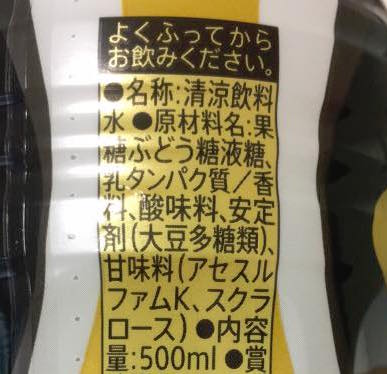 よくふってから
お飲みください。
●名称:清涼飲料
水 ●原材料名:果
糖ぶどう糖液糖、
乳タンパク質/香
料、酸味料、安定
剤(大豆多糖類)、
甘味料(アセスル
ファムK、スクラ
ロース) ●内容
量:500ml ●賞